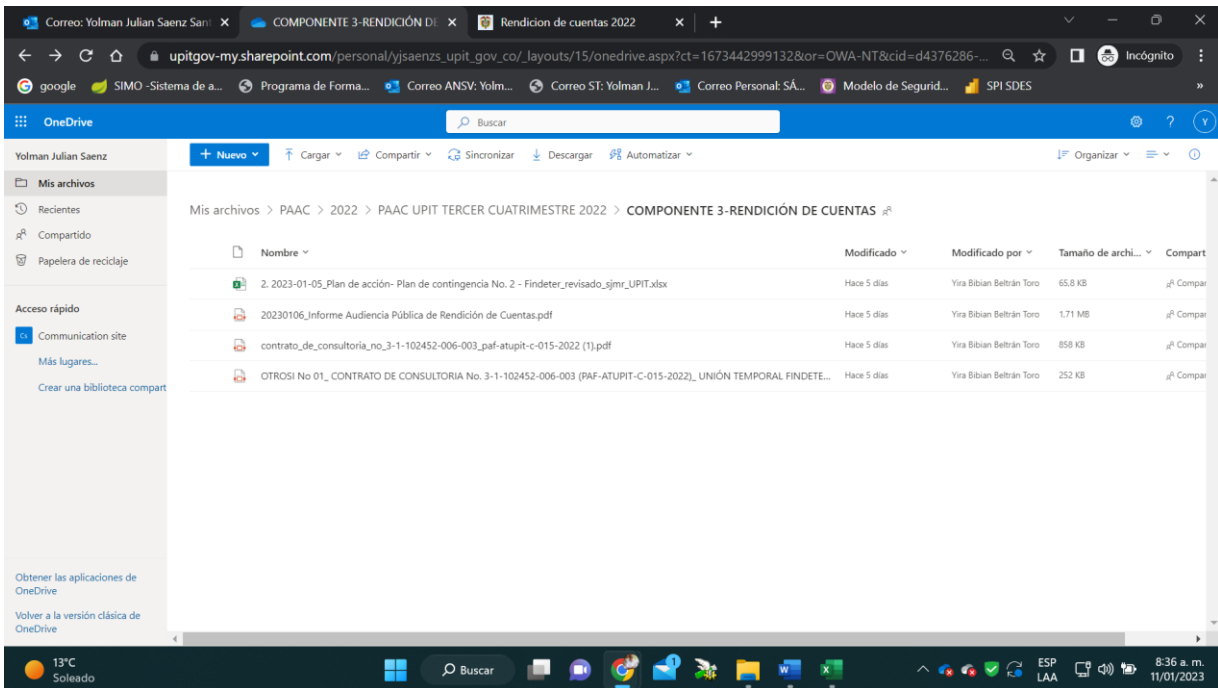 Correo: Yolman Julian Saenz Sant
COMPONENTE 3-RENDICIÓN DE
Rendicion de cuentas 2022
upitgov-my.sharepoint.com/personal/yjsaenzs_upit_gov_co/_layouts/15/onedrive.aspx?ct=1673442999132&or=OWA-NT&cid=d4376286-...
Incógnito
google
SIMO -Sistema de a...
Programa de Forma...
Correo ANSV: Yolm...
Correo ST: Yolman J...
Correo Personal: SÁ...
Modelo de Segurid...
SPI SDES
»
OneDrive
Buscar
?
Y
Yolman Julian Saenz
+ Nuevo
Cargar
Compartir
Sincronizar
Descargar
Automatizar
Organizar
Mis archivos
Recientes
Compartido
Papelera de reciclaje
Acceso rápido
Cs Communication site
Más lugares...
Crear una biblioteca compart
Mis archivos > PAAC > 2022 > PAAC UPIT TERCER CUATRIMESTRE 2022 > COMPONENTE 3-RENDICIÓN DE CUENTAS
Nombre Modificado Modificado por Tamaño de archi... Compart
2. 2023-01-05_Plan de acción- Plan de contingencia No. 2 - Findeter_revisado_sjmr_UPIT.xlsx Hace 5 días Yira Bibian Beltrán Toro 65,8 KB Compar
20230106_Informe Audiencia Pública de Rendición de Cuentas.pdf Hace 5 días Yira Bibian Beltrán Toro 1,71 MB Compar
contrato_de_consultoria_no_3-1-102452-006-003_paf-atupit-c-015-2022 (1).pdf Hace 5 días Yira Bibian Beltrán Toro 858 KB Compar
OTROSI No 01_ CONTRATO DE CONSULTORIA No. 3-1-102452-006-003 (PAF-ATUPIT-C-015-2022)_ UNIÓN TEMPORAL FINDETE... Hace 5 días Yira Bibian Beltrán Toro 252 KB Compar
Obtener las aplicaciones de
OneDrive
Volver a la versión clásica de
OneDrive
13°C
Soleado
Buscar
1
ESP
LAA
8:36 a. m.
11/01/2023